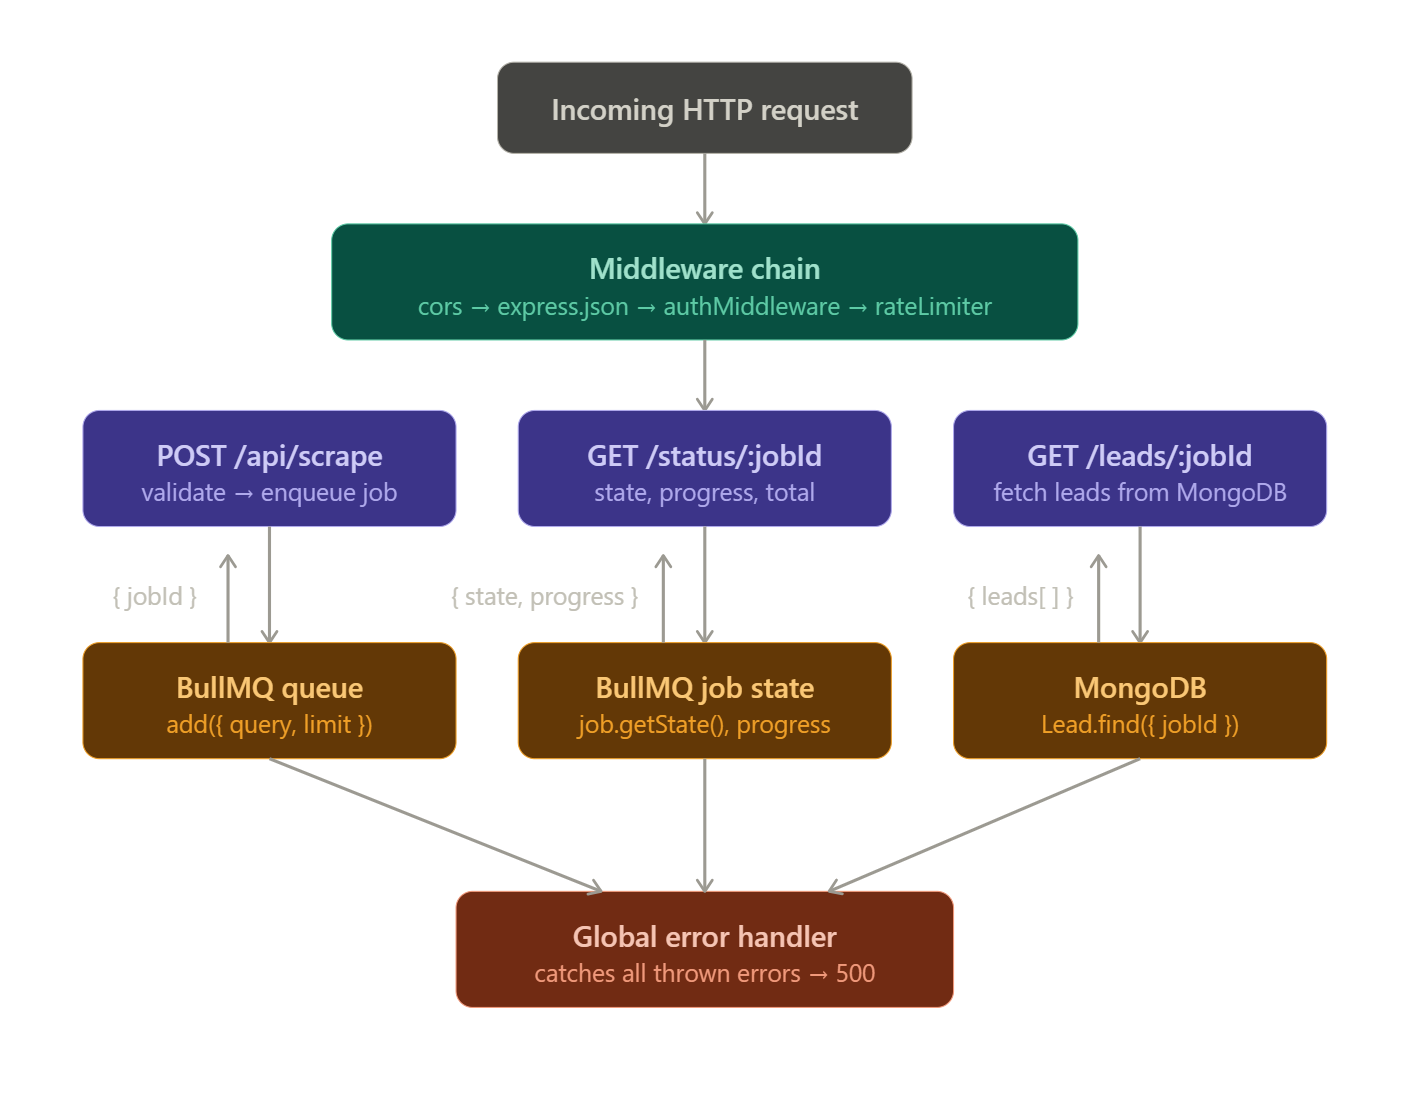 Incoming HTTP request
Middleware chain
cors → express.json → authMiddleware → rateLimiter
POST /api/scrape
validate → enqueue job
GET /status/:jobId
state, progress, total
GET /leads/:jobId
fetch leads from MongoDB
{ jobId }
{ state, progress }
{ leads[ ] }
BullMQ queue
add({ query, limit })
BullMQ job state
job.getState(), progress
MongoDB
Lead.find({ jobId })
Global error handler
catches all thrown errors → 500